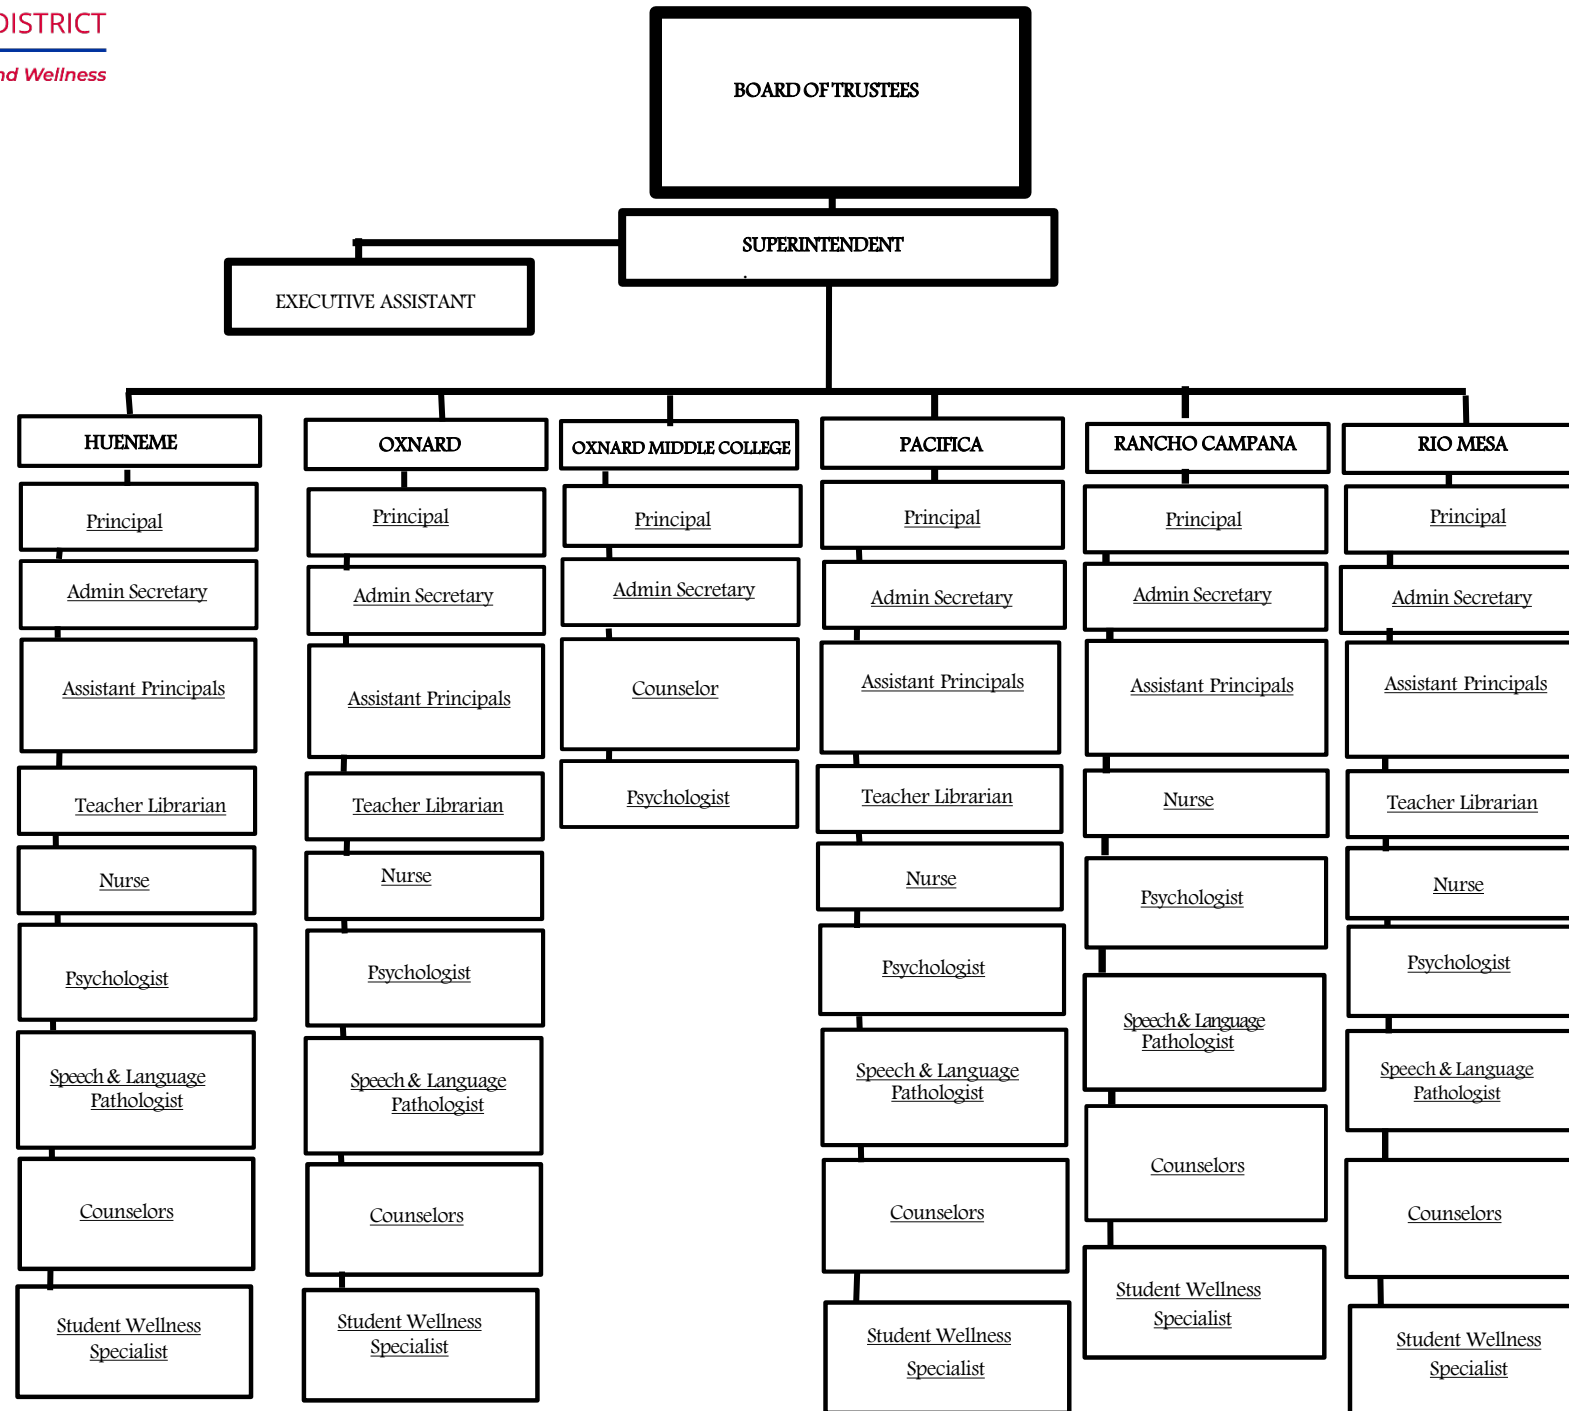 DISTRICT
nd Wellness
BOARD OF TRUSTEES
SUPERINTENDENT
.
EXECUTIVE ASSISTANT
HUENEME
Principal
Admin Secretary
Assistant Principals
Teacher Librarian
Nurse
Psychologist
Speech & Language
Pathologist
Counselors
Student Wellness
Specialist
OXNARD
Principal
Admin Secretary
Assistant Principals
Teacher Librarian
Nurse
Psychologist
Speech & Language
Pathologist
Counselors
Student Wellness
Specialist
OXNARD MIDDLE COLLEGE
Principal
Admin Secretary
Counselor
Psychologist
PACIFICA
Principal
Admin Secretary
Assistant Principals
Teacher Librarian
Nurse
Psychologist
Speech & Language
Pathologist
Counselors
Student Wellness
Specialist
RANCHO CAMPANA
Principal
Admin Secretary
Assistant Principals
Nurse
Psychologist
Speech & Language
Pathologist
Counselors
Student Wellness
Specialist
RIO MESA
Principal
Admin Secretary
Assistant Principals
Teacher Librarian
Nurse
Psychologist
Speech & Language
Pathologist
Counselors
Student Wellness
Specialist